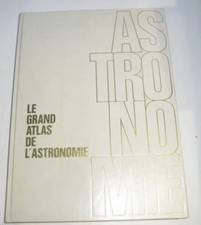 AS
TRO
NO
MIE
LE
GRAND
ATLAS
DE
L'ASTRONOMIE